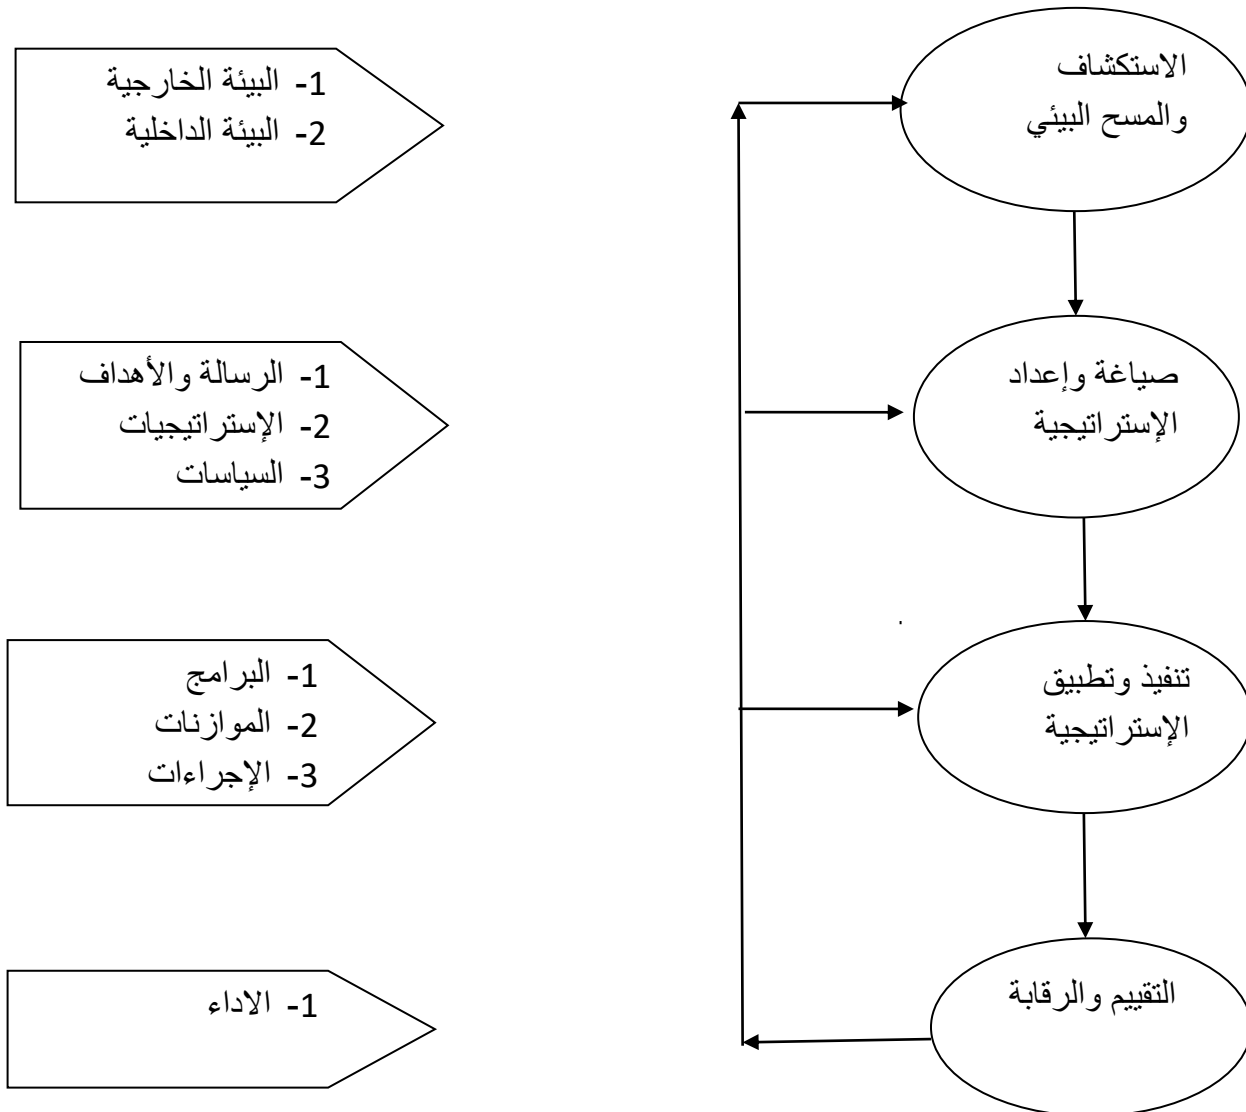 الاستكشاف
والمسح البيئي
1- البيئة الخارجية
2- البيئة الداخلية
صياغة وإعداد
الإستراتيجية
1- الرسالة والأهداف
2- الإستراتيجيات
3- السياسات
تنفيذ وتطبيق
الإستراتيجية
1- البرامج
2- الموازنات
3- الإجراءات
التقييم والرقابة
1- الاداء